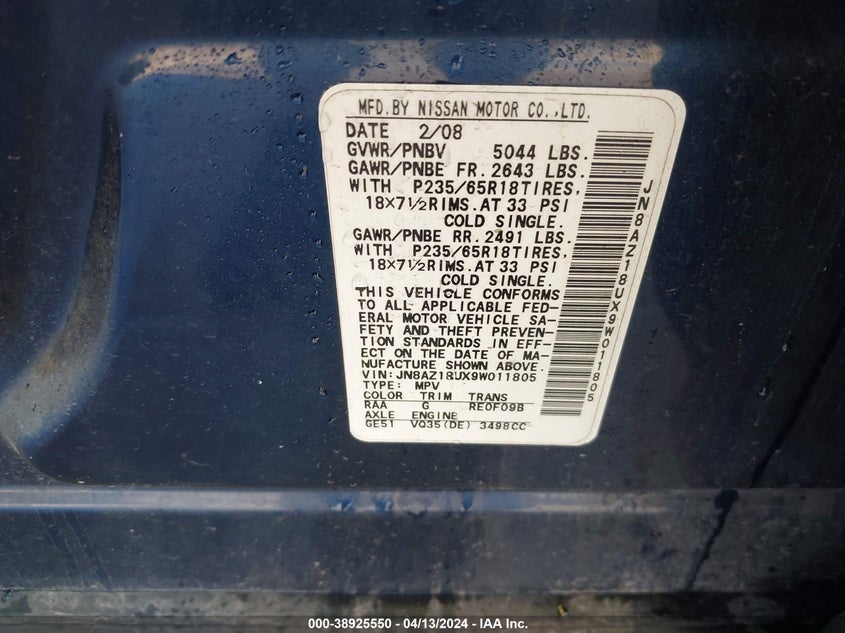 MFD.BY NISSAN MOTOR CO.,LTD.
DATE 2/08
GVWR/PNBV 5044 LBS.
GAWR/PNBE FR. 2643 LBS.
WITH P235/65R18TIRES,
18×7½RIMS.AT 33 PSI
COLD SINGLE.
GAWR/PNBE RR. 2491 LBS.
WITH P235/65R18TIRES,
18×7½RIMS.AT 33 PSI
COLD SINGLE.
THIS VEHICLE CONFORMS
TO ALL APPLICABLE FED-
ERAL MOTOR VEHICLE SA-
FETY AND THEFT PREVEN-
TION STANDARDS IN EFF-
ECT ON THE DATE OF MA-
NUFACTURE SHOWN ABOVE.
VIN: JN8AZ18UX9W011805
TYPE: MPV
COLOR TRIM TRANS
RAA G RE0F09B
AXLE ENGINE
GE51 VQ35(DE) 3498CC
JN8AZ18UX9W011805
000-38925550 - 04/13/2024 - IAA Inc.